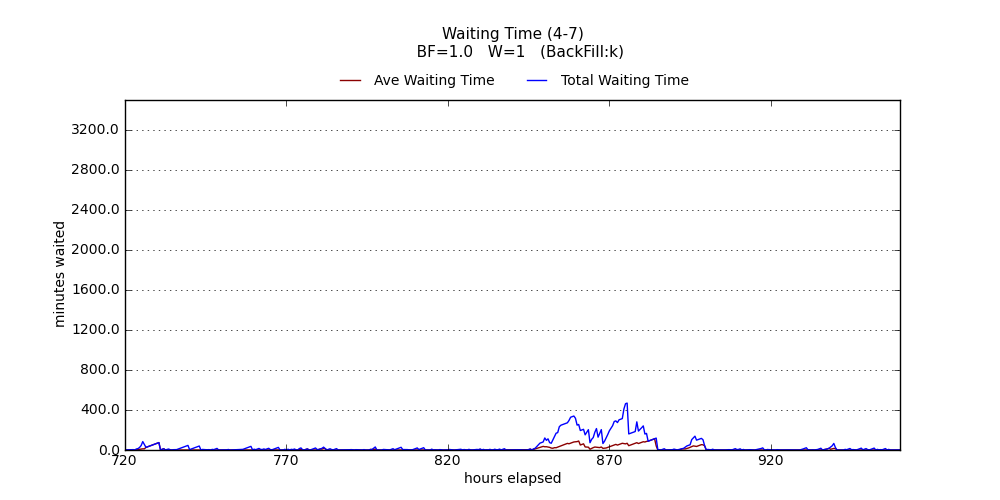 Waiting Time (4-7)
BF=1.0 W=1 (BackFill:k)
Ave Waiting Time
Total Waiting Time
3200.0
2800.0
2400.0
2000.0
1600.0
1200.0
800.0
400.0
0.0
minutes waited
720
770
820
870
920
hours elapsed